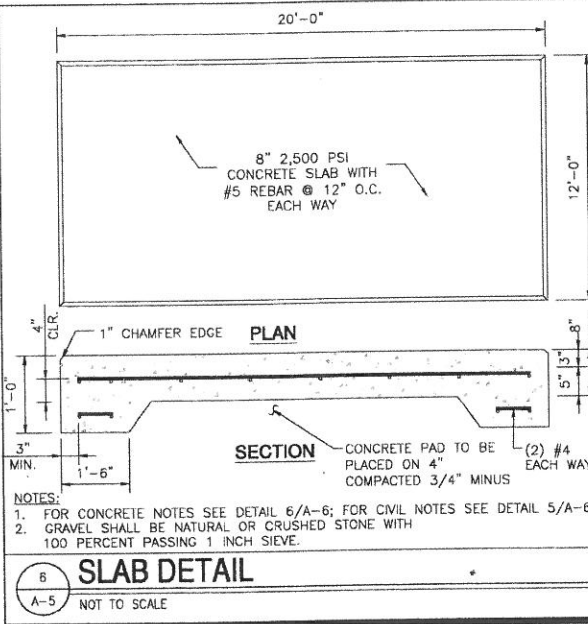 20'-0"
8" 2,500 PSI
CONCRETE SLAB WITH
#5 REBAR @ 12" O.C.
EACH WAY
12'-0"
4"
CLR.
1" CHAMFER EDGE
PLAN
8"
3"
5"
1'-0"
3"
MIN.
1'-6"
SECTION
CONCRETE PAD TO BE
PLACED ON 4"
COMPACTED 3/4" MINUS
(2) #4
EACH WAY
NOTES:
1. FOR CONCRETE NOTES SEE DETAIL 6/A-6; FOR CIVIL NOTES SEE DETAIL 5/A-6
2. GRAVEL SHALL BE NATURAL OR CRUSHED STONE WITH
100 PERCENT PASSING 1 INCH SIEVE.
6
A-5
SLAB DETAIL
NOT TO SCALE